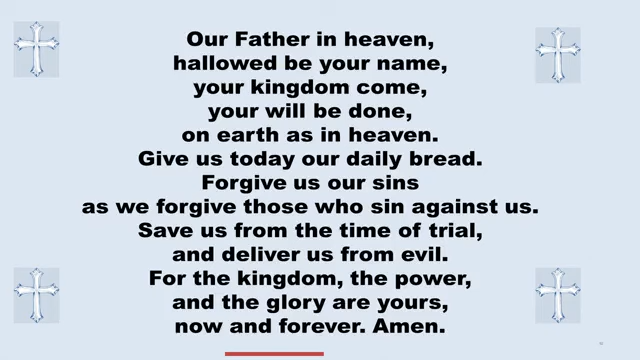 Our Father in heaven,
hallowed be your name,
your kingdom come,
your will be done,
on earth as in heaven.
Give us today our daily bread.
Forgive us our sins
as we forgive those who sin against us.
Save us from the time of trial,
and deliver us from evil.
For the kingdom, the power,
and the glory are yours,
now and forever. Amen.